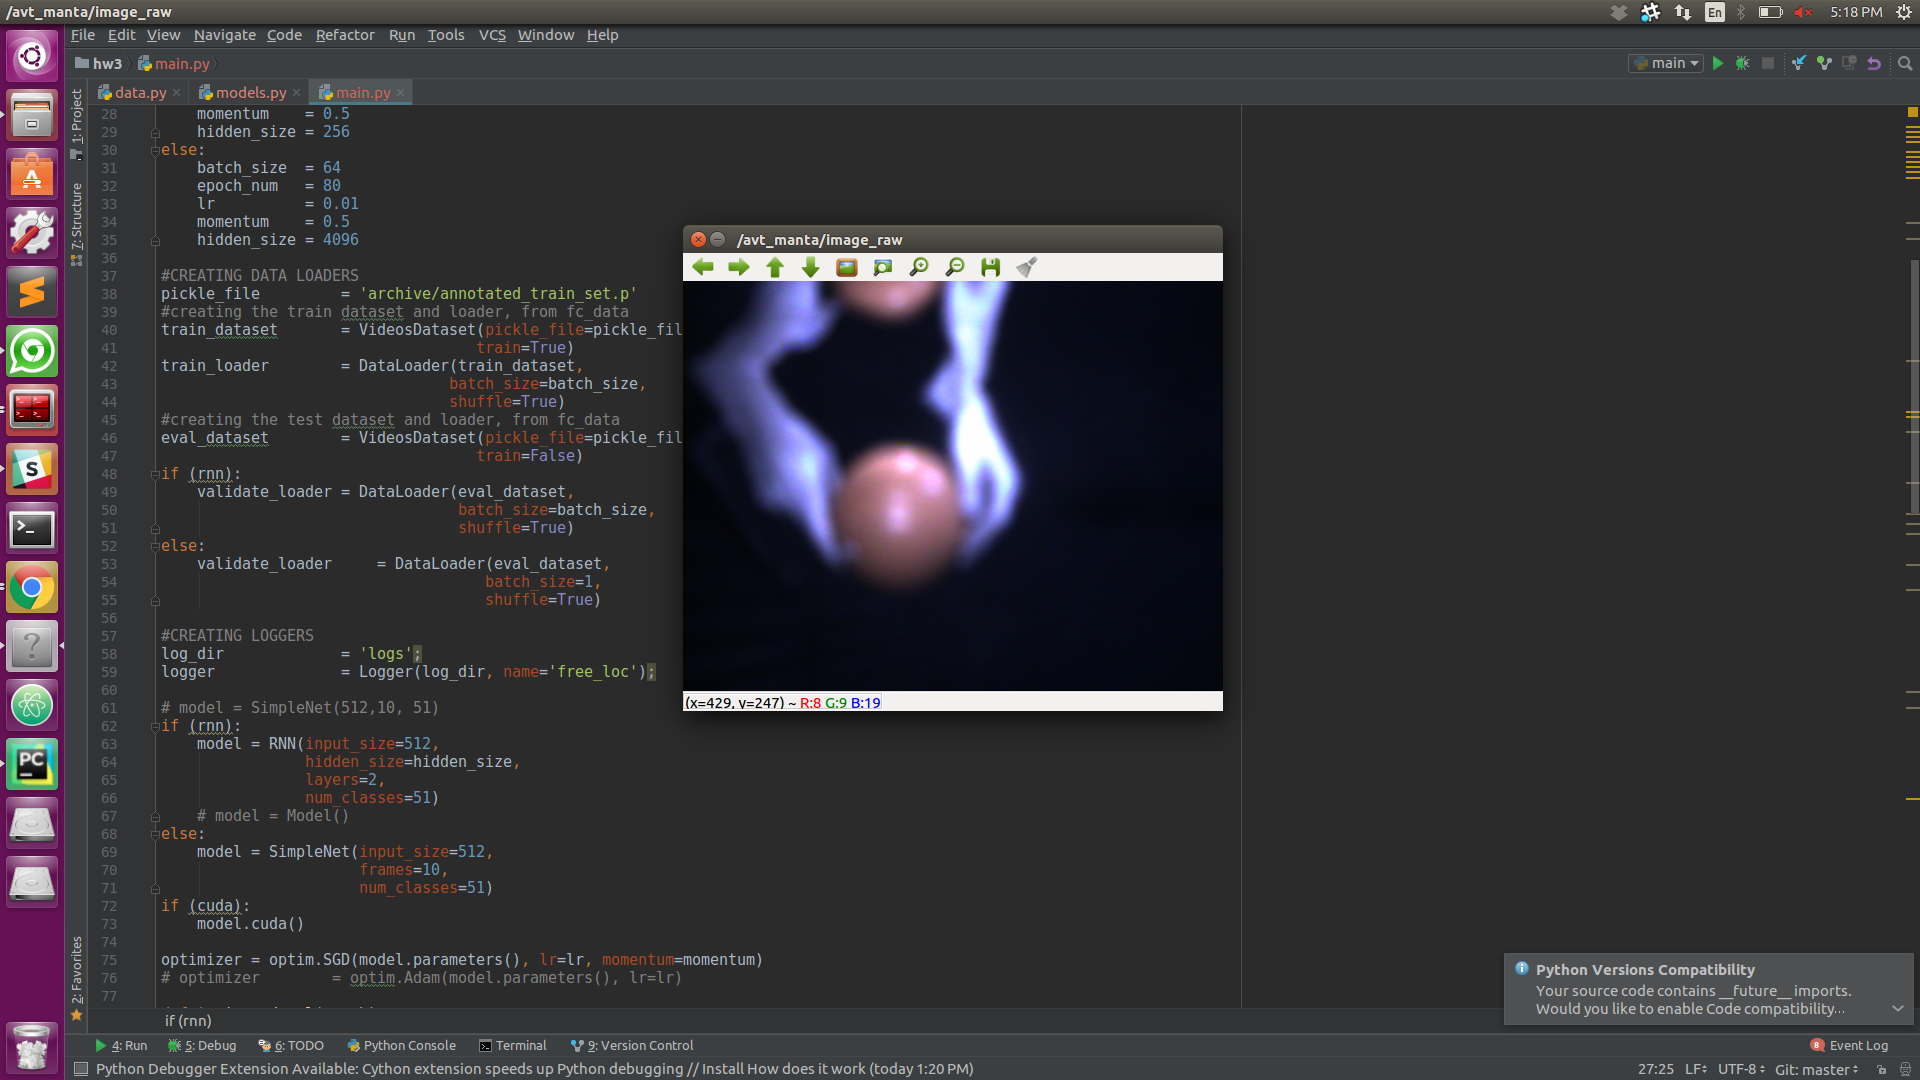 /avt_manta/image_raw
En
5:18 PM
File Edit View Navigate Code Refactor Run Tools VCS Window Help
hw3 main.py
main
data.py models.py main.py
1: Project
7: Structure
2: Favorites
28 momentum = 0.5
29 hidden_size = 256
30 else:
31 batch_size = 64
32 epoch_num = 80
33 lr = 0.01
34 momentum = 0.5
35 hidden_size = 4096
36
37 #CREATING DATA LOADERS
38 pickle_file = 'archive/annotated_train_set.p'
39 #creating the train dataset and loader, from fc_data
40 train_dataset = VideosDataset(pickle_file=pickle_fil
41 train=True)
42 train_loader = DataLoader(train_dataset,
43 batch_size=batch_size,
44 shuffle=True)
45 #creating the test dataset and loader, from fc_data
46 eval_dataset = VideosDataset(pickle_file=pickle_fil
47 train=False)
48 if (rnn):
49 validate_loader = DataLoader(eval_dataset,
50 batch_size=batch_size,
51 shuffle=True)
52 else:
53 validate_loader = DataLoader(eval_dataset,
54 batch_size=1,
55 shuffle=True)
56
57 #CREATING LOGGERS
58 log_dir = 'logs';
59 logger = Logger(log_dir, name='free_loc');
60
61 # model = SimpleNet(512,10, 51)
62 if (rnn):
63 model = RNN(input_size=512,
64 hidden_size=hidden_size,
65 layers=2,
66 num_classes=51)
67 # model = Model()
68 else:
69 model = SimpleNet(input_size=512,
70 frames=10,
71 num_classes=51)
72 if (cuda):
73 model.cuda()
74
75 optimizer = optim.SGD(model.parameters(), lr=lr, momentum=momentum)
76 # optimizer = optim.Adam(model.parameters(), lr=lr)
77
/avt_manta/image_raw
(x=429, y=247) ~ R:8 G:9 B:19
PC
S
Python Versions Compatibility
Your source code contains __future__ imports.
Would you like to enable Code compatibility...
if (rnn)
4: Run 5: Debug 6: TODO Python Console Terminal 9: Version Control
8 Event Log
Python Debugger Extension Available: Cython extension speeds up Python debugging // Install How does it work (today 1:20 PM)
27:25 LF UTF-8 Git: master